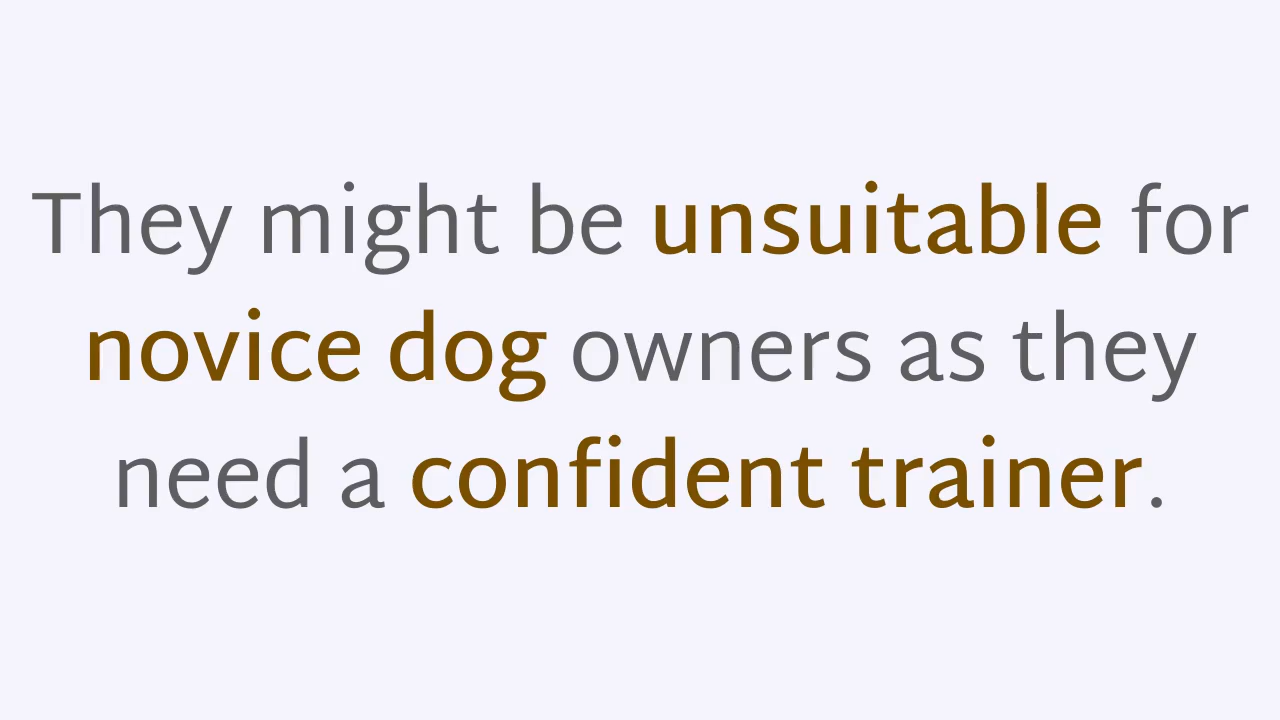 They might be unsuitable for
novice dog owners as they
need a confident trainer.